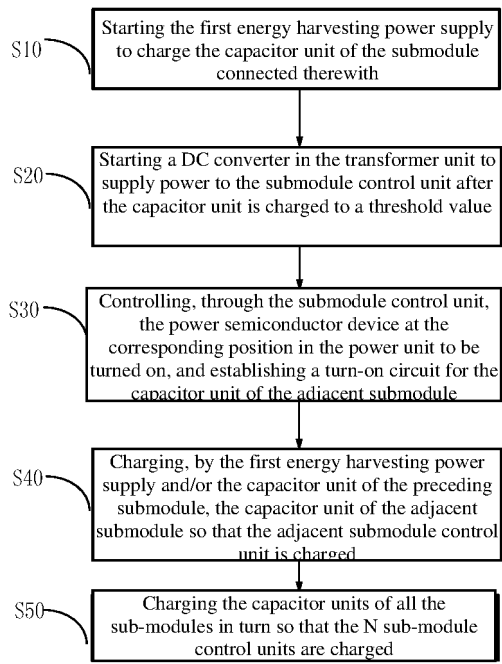 S10
Starting the first energy harvesting power supply
to charge the capacitor unit of the submodule
connected therewith
S20
Starting a DC converter in the transformer unit to
supply power to the submodule control unit after
the capacitor unit is charged to a threshold value
S30
Controlling, through the submodule control unit,
the power semiconductor device at the
corresponding position in the power unit to be
turned on, and establishing a turn-on circuit for the
capacitor unit of the adjacent submodule
S40
Charging, by the first energy harvesting power
supply and/or the capacitor unit of the preceding
submodule, the capacitor unit of the adjacent
submodule so that the adjacent submodule control
unit is charged
S50
Charging the capacitor units of all the
sub-modules in turn so that the N sub-module
control units are charged